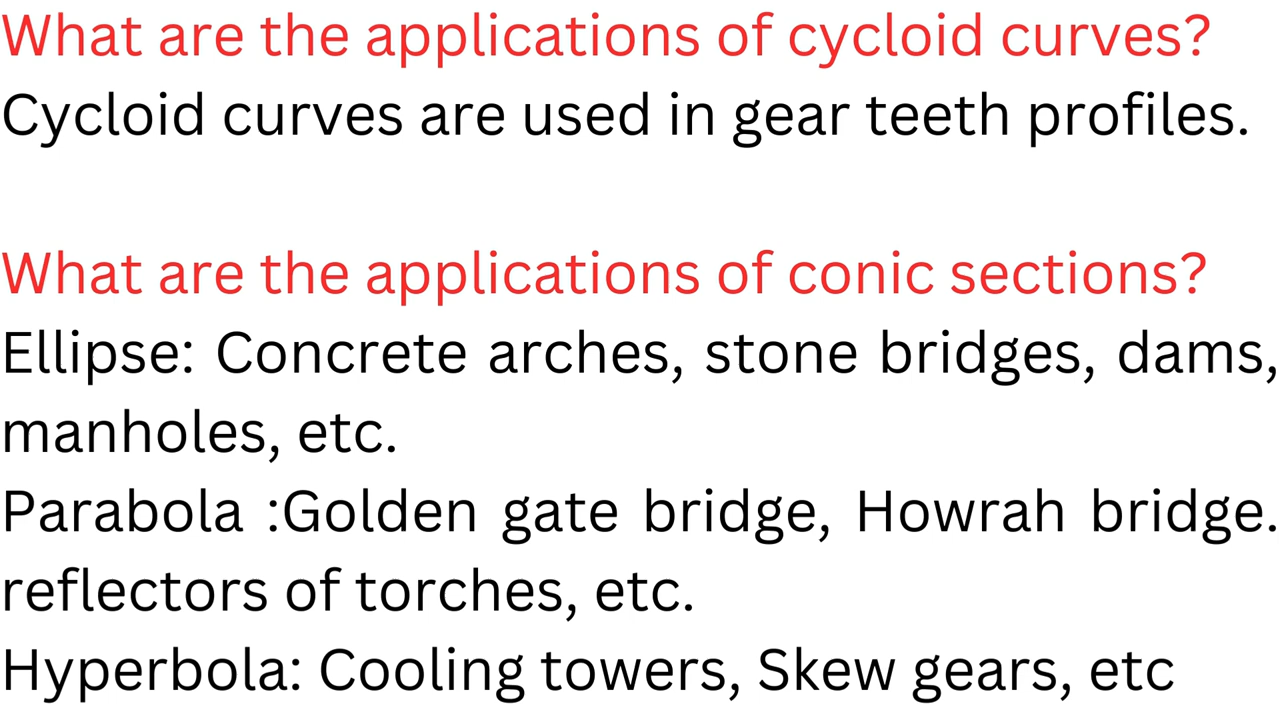 What are the applications of cycloid curves?
Cycloid curves are used in gear teeth profiles.
What are the applications of conic sections?
Ellipse: Concrete arches, stone bridges, dams,
manholes, etc.
Parabola :Golden gate bridge, Howrah bridge.
reflectors of torches, etc.
Hyperbola: Cooling towers, Skew gears, etc